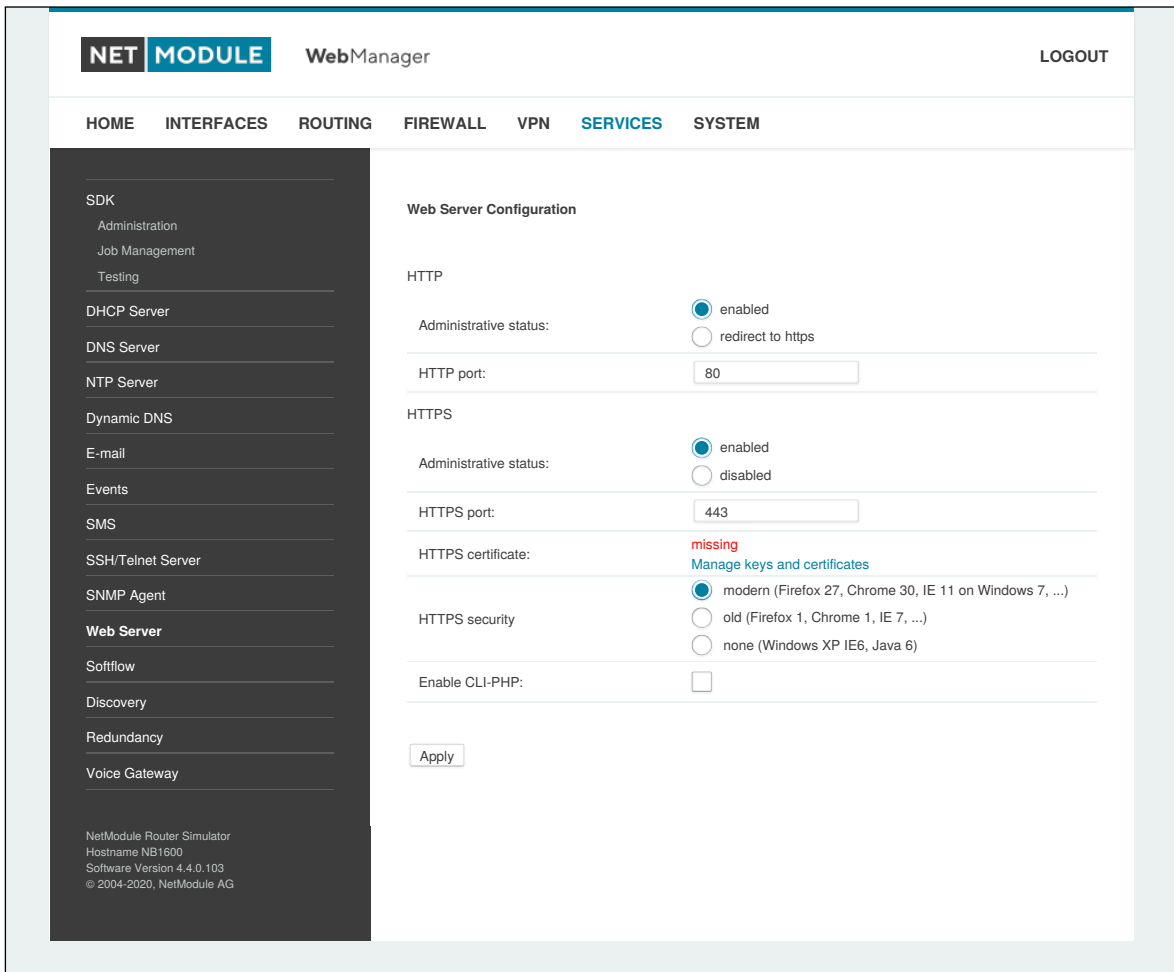 NET MODULE WebManager LOGOUT
HOME INTERFACES ROUTING FIREWALL VPN SERVICES SYSTEM
SDK
Administration
Job Management
Testing
DHCP Server
DNS Server
NTP Server
Dynamic DNS
E-mail
Events
SMS
SSH/Telnet Server
SNMP Agent
Web Server
Softflow
Discovery
Redundancy
Voice Gateway
NetModule Router Simulator
Hostname NB1600
Software Version 4.4.0.103
© 2004-2020, NetModule AG
Web Server Configuration
HTTP
Administrative status:
enabled
redirect to https
HTTP port: 80
HTTPS
Administrative status:
enabled
disabled
HTTPS port: 443
HTTPS certificate:
missing
Manage keys and certificates
HTTPS security
modern (Firefox 27, Chrome 30, IE 11 on Windows 7, ...)
old (Firefox 1, Chrome 1, IE 7, ...)
none (Windows XP IE6, Java 6)
Enable CLI-PHP:
Apply